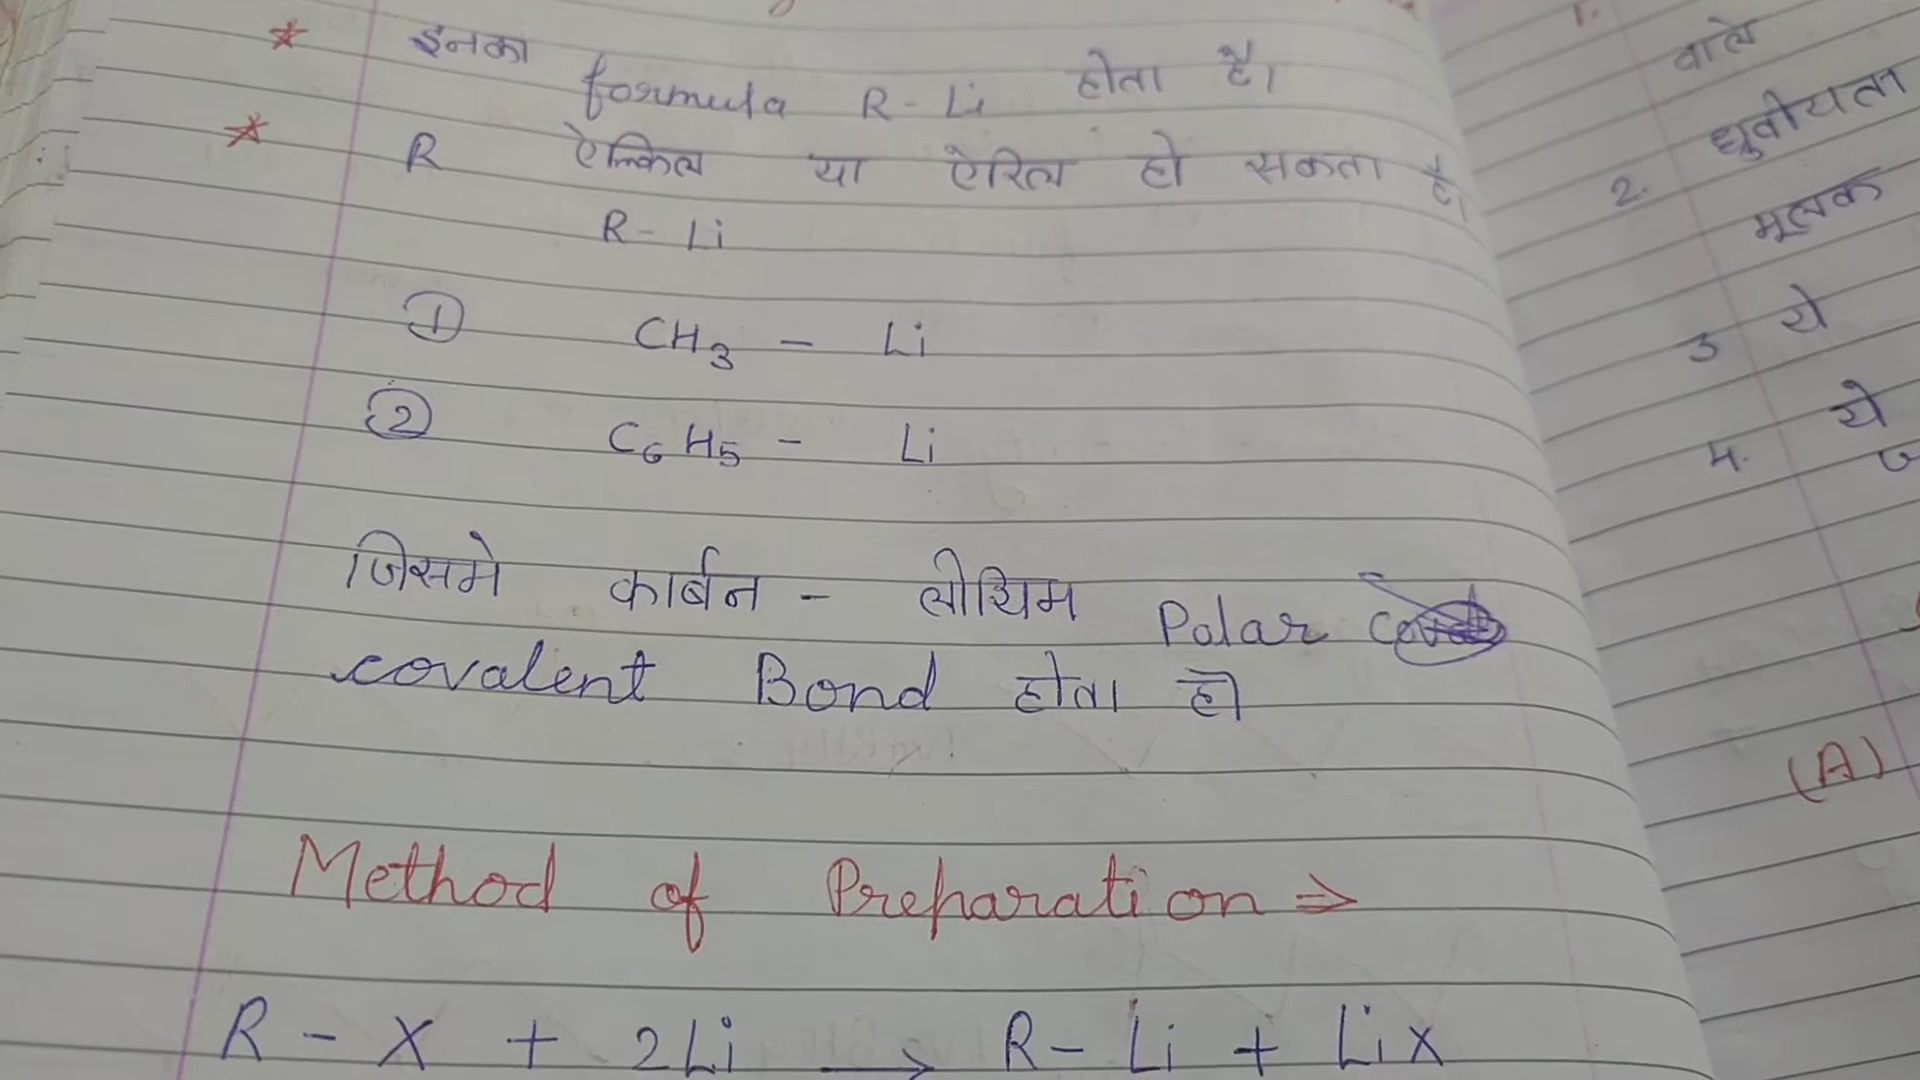 ★ इनका formula R - Li होता है।
★ R ऐल्किल या ऐरिल हो सकता है।
R - Li
① CH3 - Li
② C6H5 - Li
जिसमे कार्बन - लीथिम Polar
covalent Bond होता है
Method of Preparation ⇒
R - X + 2Li → R - Li + Lix
1.
वाले
ध्रुवीयता
2.
मूलक
3 ये
4. ये
(A)